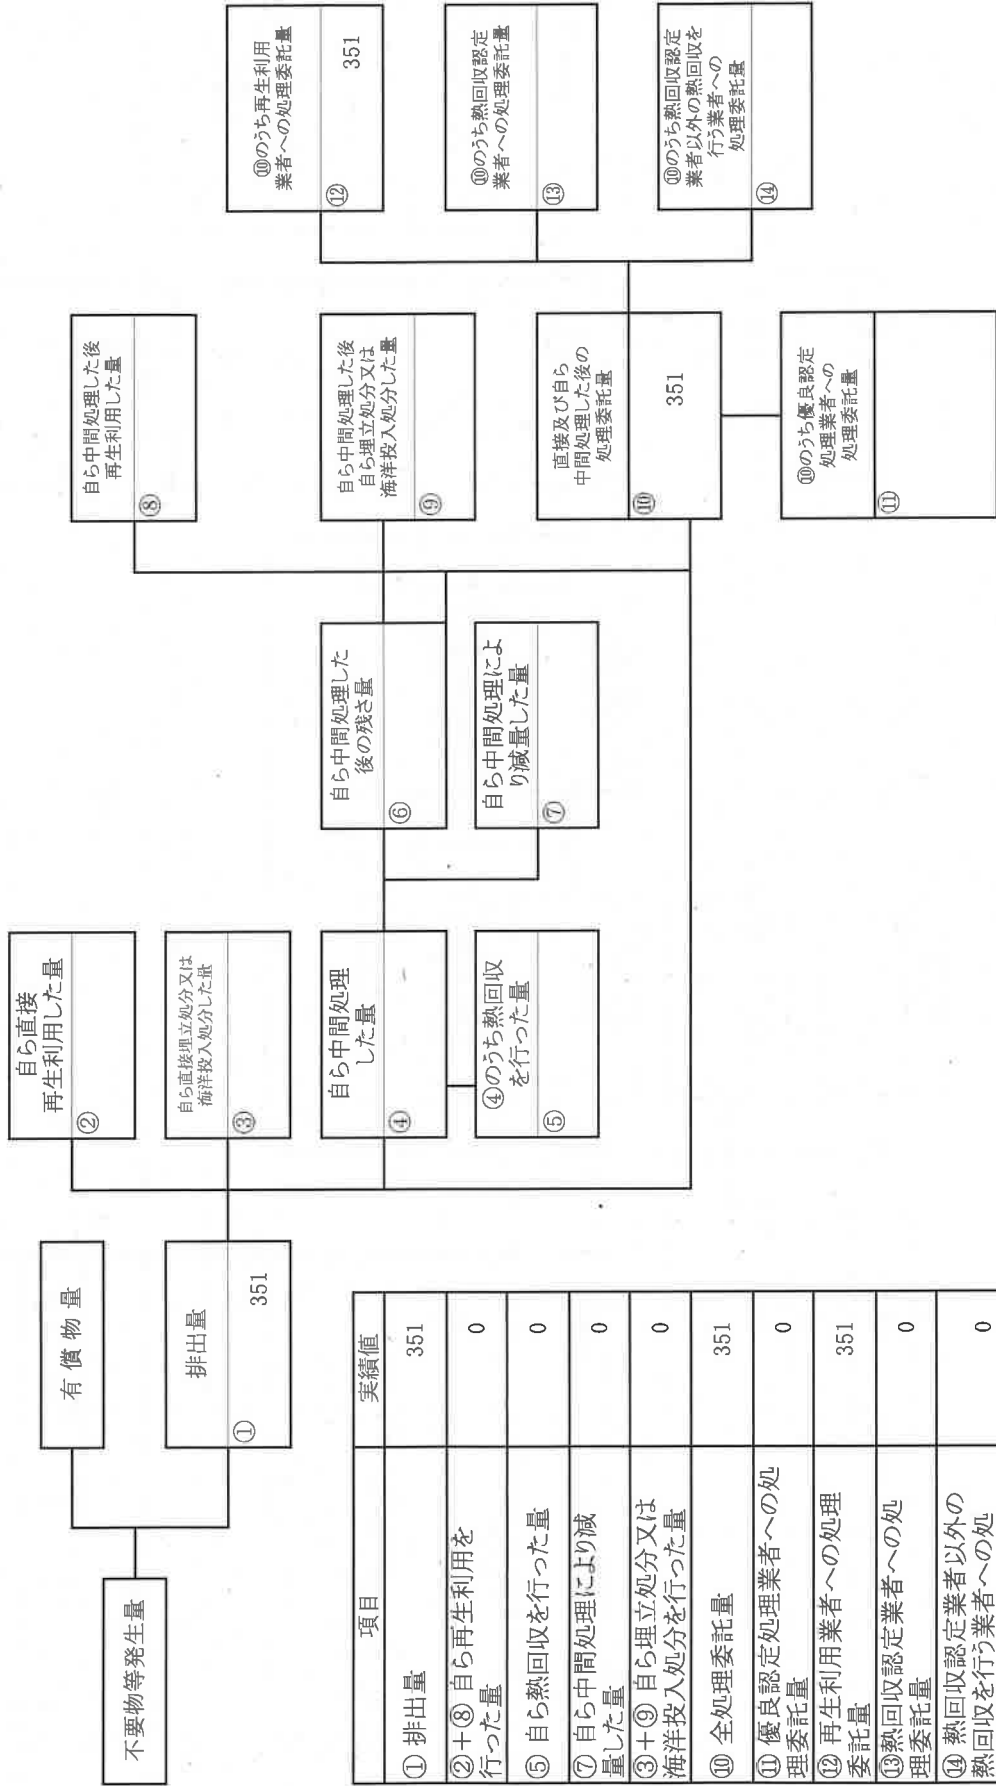 不要物等発生量
有償物量
排出量
①
351
自ら直接
再生利用した量
②
自ら直接埋立処分又は
海洋投入処分した量
③
自ら中間処理
した量
④
④のうち熱回収
を行った量
⑤
自ら中間処理した
後の残さ量
⑥
自ら中間処理によ
り減量した量
⑦
自ら中間処理した後
再生利用した量
⑧
自ら中間処理した後
自ら埋立処分又は
海洋投入処分した量
⑨
直接及び自ら
中間処理した後の
処理委託量
⑩
351
⑩のうち優良認定
処理業者への
処理委託量
⑪
⑩のうち再生利用
業者への処理委託量
⑫
351
⑩のうち熱回収認定
業者への処理委託量
⑬
⑩のうち熱回収認定
業者以外の熱回収を
行う業者への
処理委託量
⑭
項目 実績値
① 排出量 351
②+⑧ 自ら再生利用を
行った量 0
⑤ 自ら熱回収を行った量 0
⑦ 自ら中間処理により減
量した量 0
③+⑨ 自ら埋立処分又は
海洋投入処分を行った量 0
⑩ 全処理委託量 351
⑪ 優良認定処理業者への処
理委託量 0
⑫ 再生利用業者への処理
委託量 351
⑬熱回収認定業者への処
理委託量 0
⑭ 熱回収認定業者以外の
熱回収を行う業者への処 0